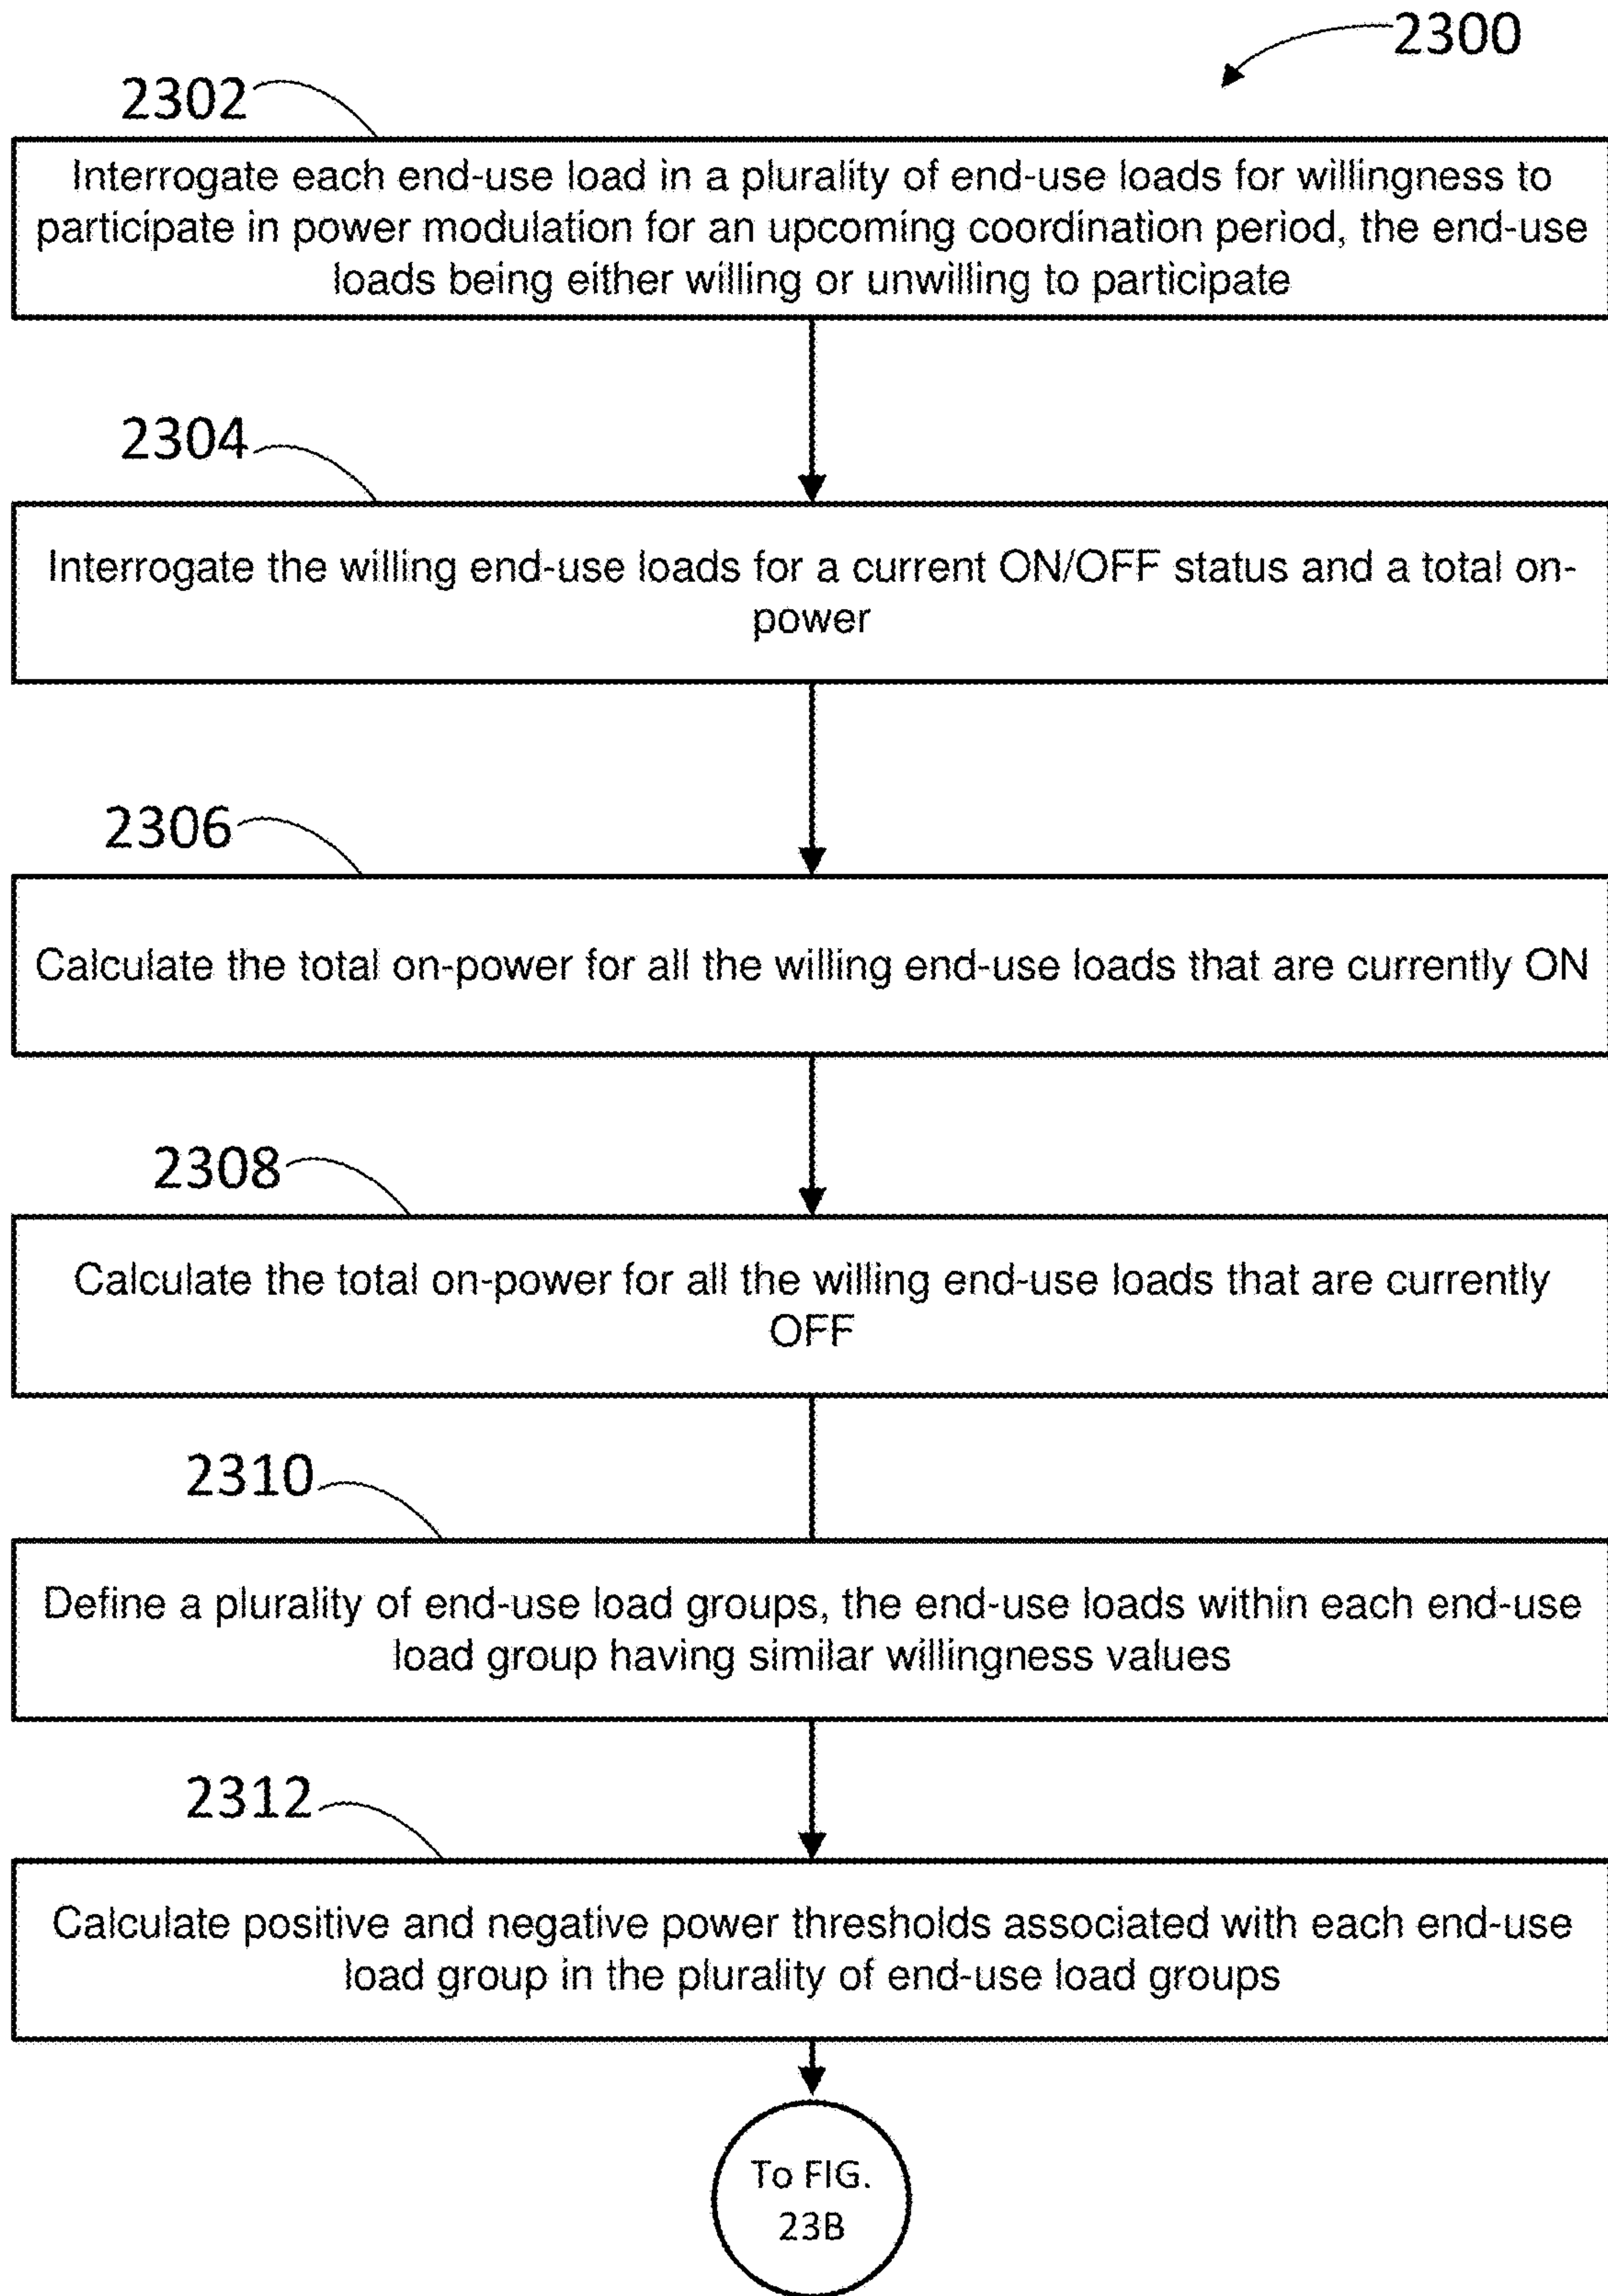 2300
2302
Interrogate each end-use load in a plurality of end-use loads for willingness to
participate in power modulation for an upcoming coordination period, the end-use
loads being either willing or unwilling to participate
2304
Interrogate the willing end-use loads for a current ON/OFF status and a total on-
power
2306
Calculate the total on-power for all the willing end-use loads that are currently ON
2308
Calculate the total on-power for all the willing end-use loads that are currently
OFF
2310
Define a plurality of end-use load groups, the end-use loads within each end-use
load group having similar willingness values
2312
Calculate positive and negative power thresholds associated with each end-use
load group in the plurality of end-use load groups
To FIG.
23B